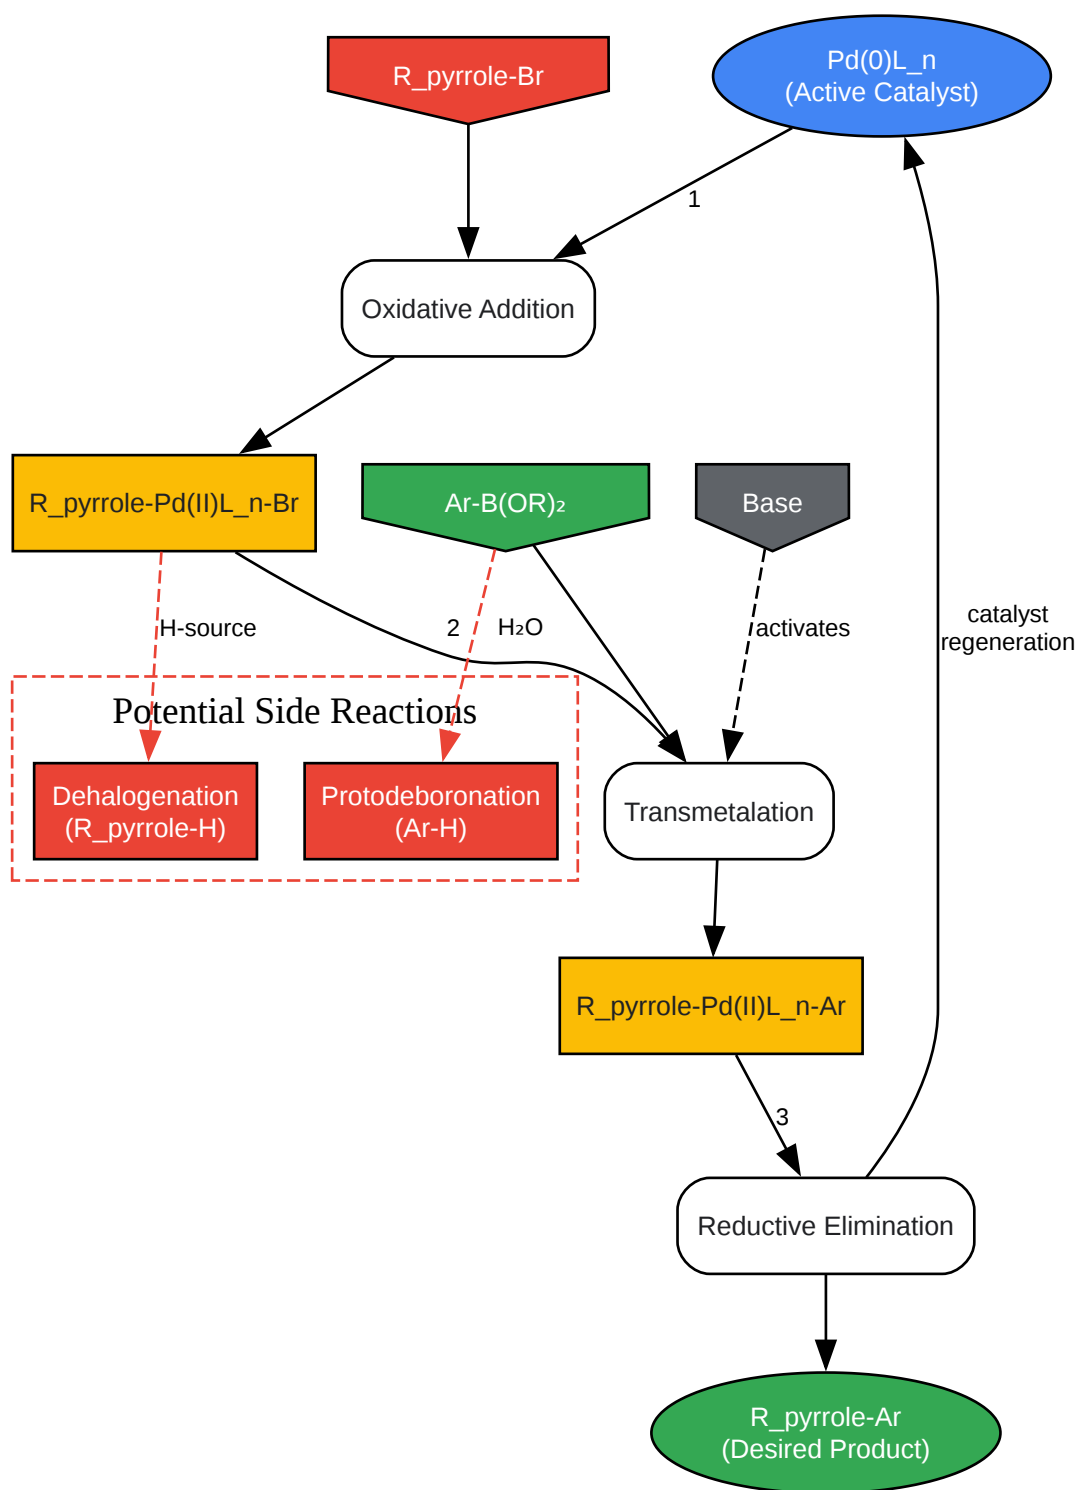 Pd(0)L_n
(Active Catalyst)
R_pyrrole-Br
1
Oxidative Addition
R_pyrrole-Pd(II)L_n-Br
Ar-B(OR)₂
Base
H-source
2
H₂O
activates
catalyst
regeneration
Potential Side Reactions
Dehalogenation
(R_pyrrole-H)
Protodeboronation
(Ar-H)
Transmetalation
R_pyrrole-Pd(II)L_n-Ar
3
Reductive Elimination
R_pyrrole-Ar
(Desired Product)